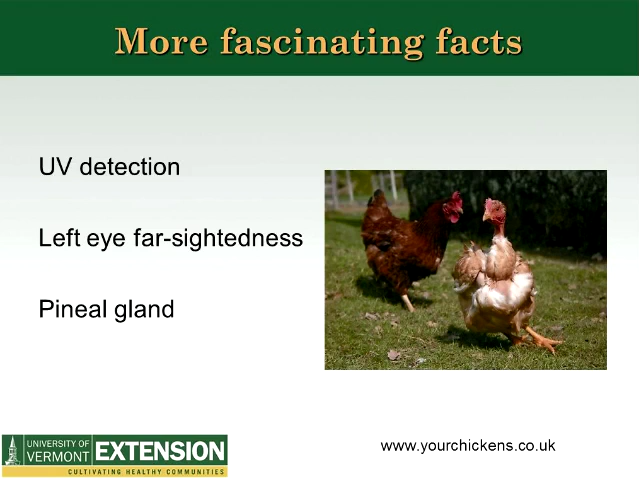 More fascinating facts
UV detection
Left eye far-sightedness
Pineal gland
UNIVERSITY OF
VERMONT
EXTENSION
CULTIVATING HEALTHY COMMUNITIES
www.yourchickens.co.uk